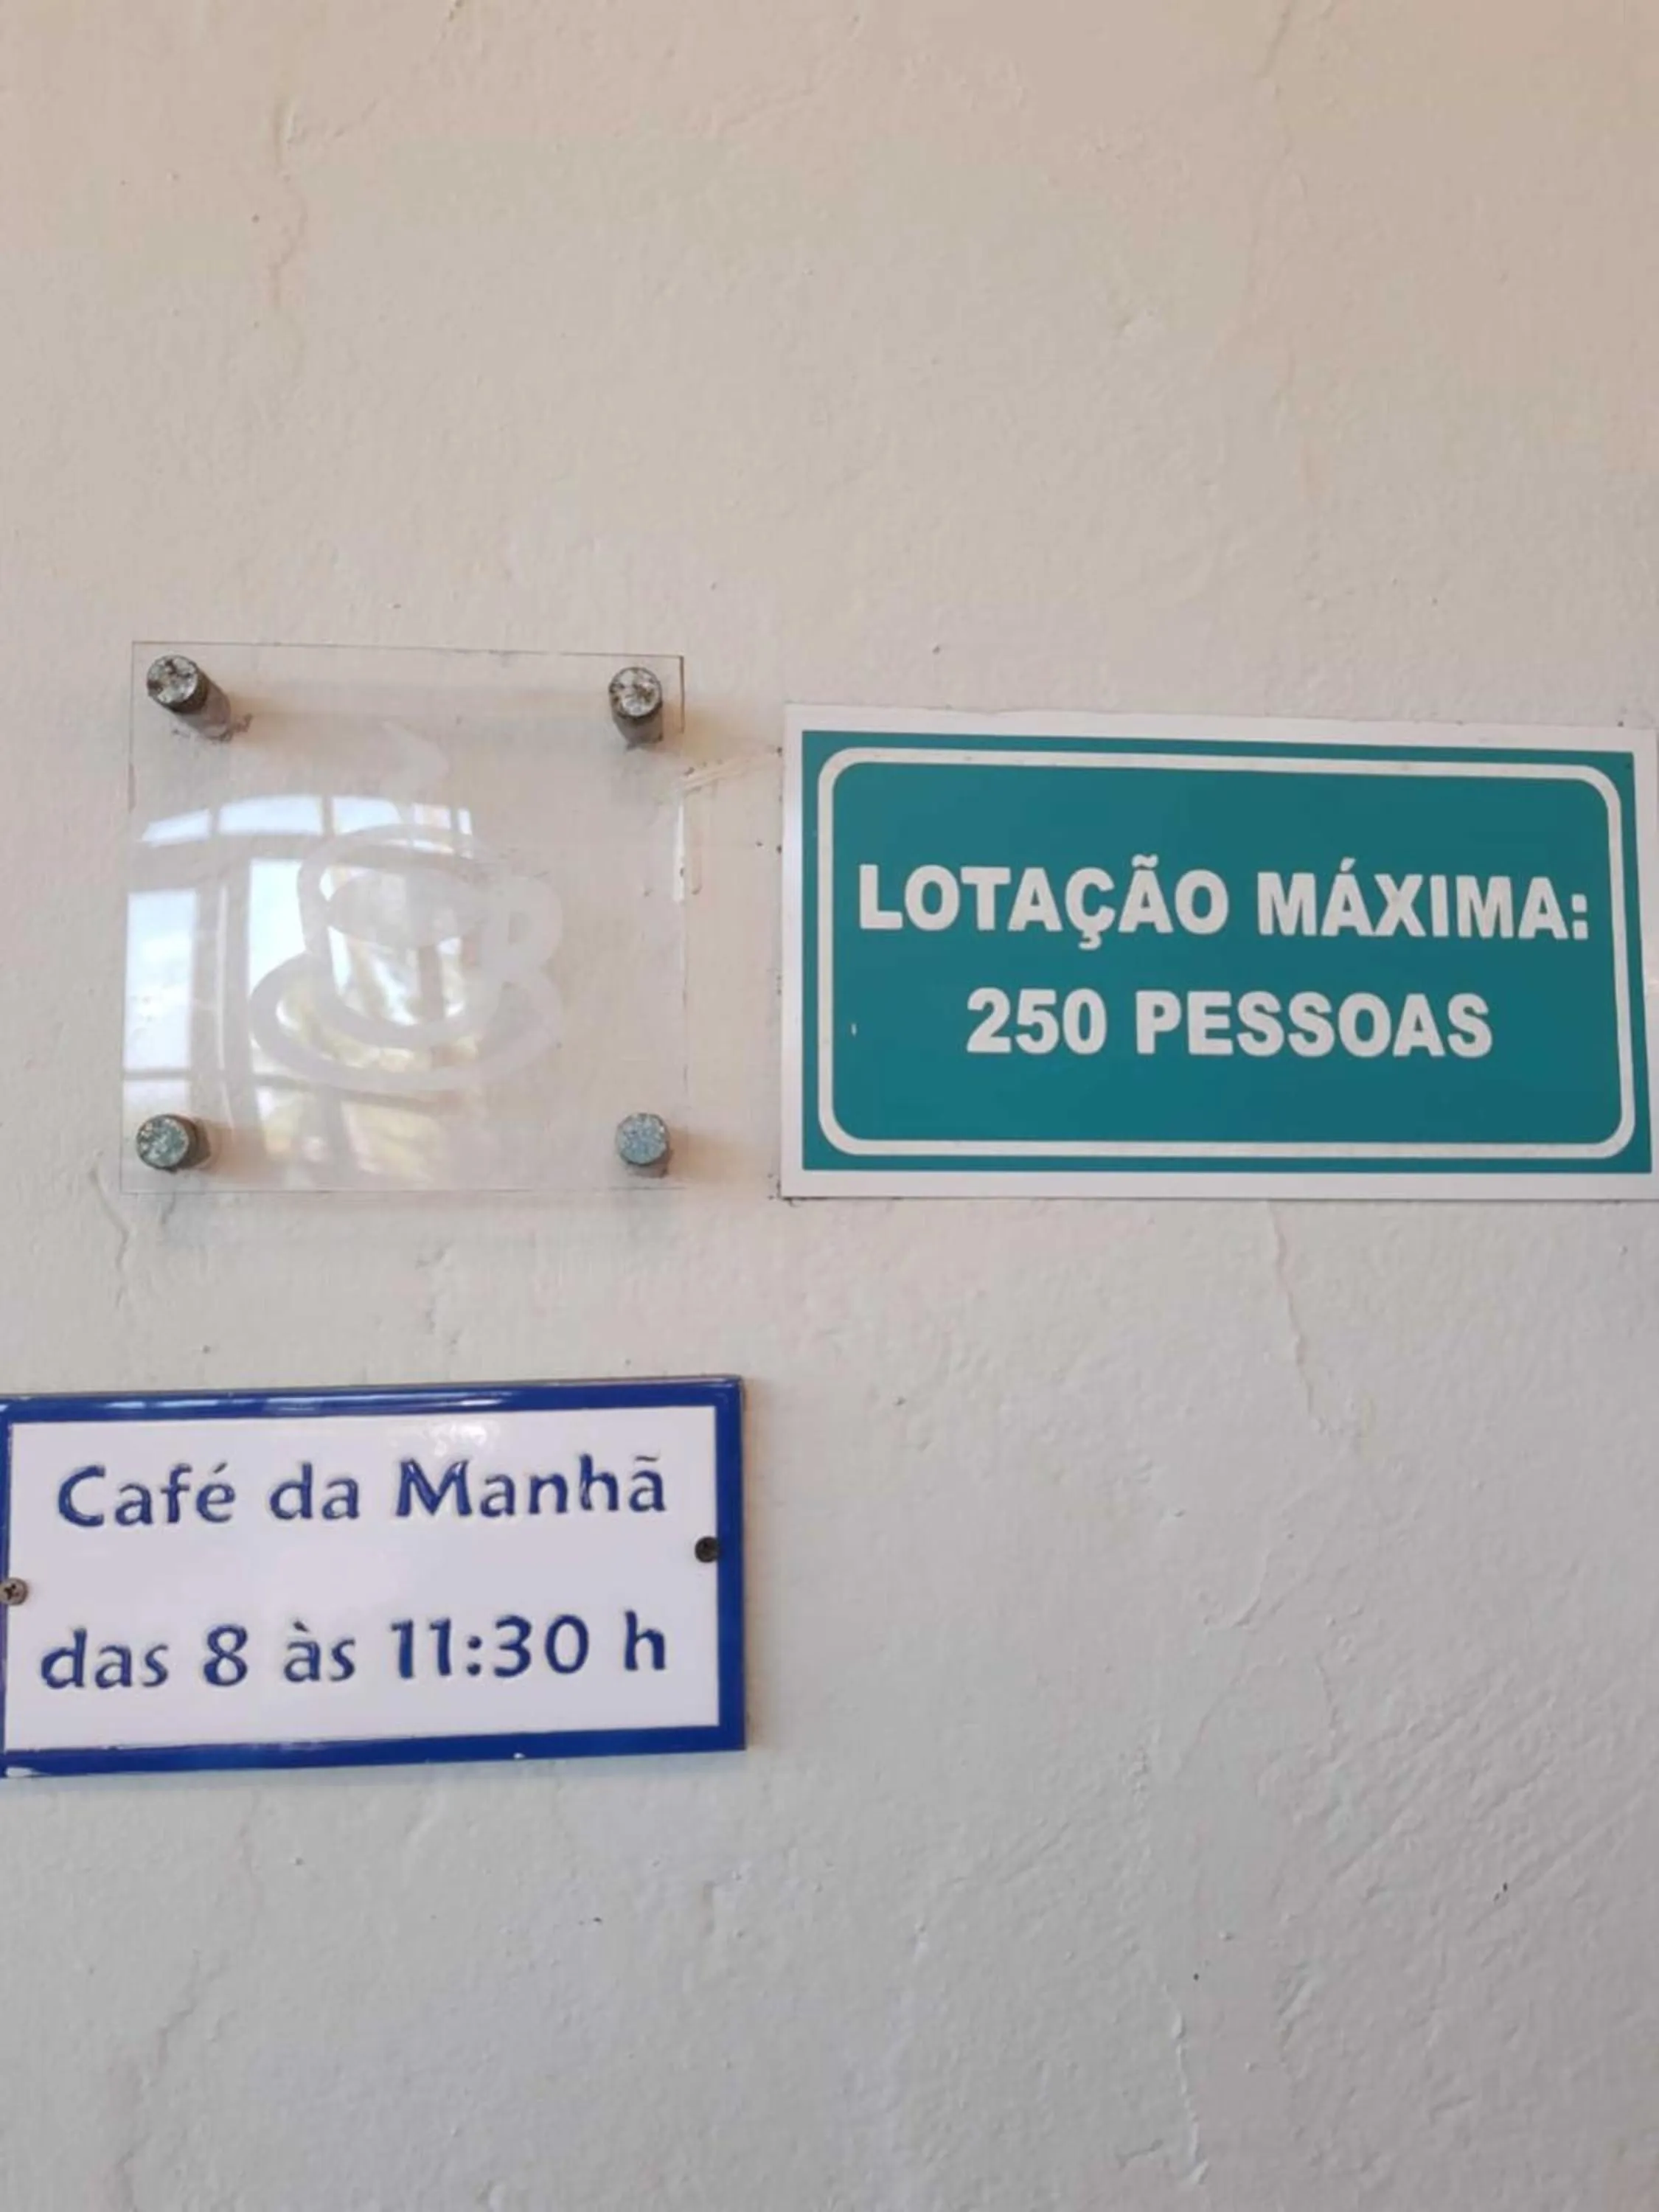 LOTAÇÃO MÁXIMA:
250 PESSOAS
Café da Manhã
das 8 às 11:30 h